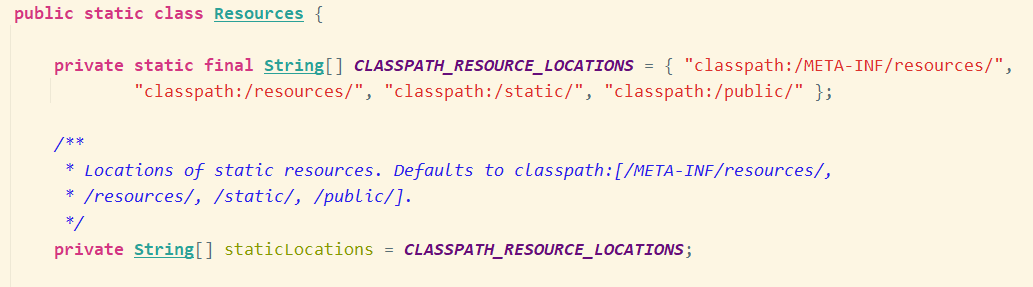 public static class Resources {
private static final String[] CLASSPATH_RESOURCE_LOCATIONS = { "classpath:/META-INF/resources/",
"classpath:/resources/", "classpath:/static/", "classpath:/public/" };
/**
* Locations of static resources. Defaults to classpath:[/META-INF/resources/,
* /resources/, /static/, /public/].
*/
private String[] staticLocations = CLASSPATH_RESOURCE_LOCATIONS;